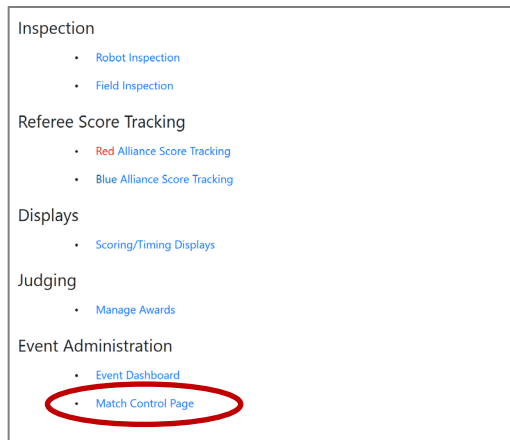 Inspection
• Robot Inspection
• Field Inspection
Referee Score Tracking
• Red Alliance Score Tracking
• Blue Alliance Score Tracking
Displays
• Scoring/Timing Displays
Judging
• Manage Awards
Event Administration
• Event Dashboard
• Match Control Page